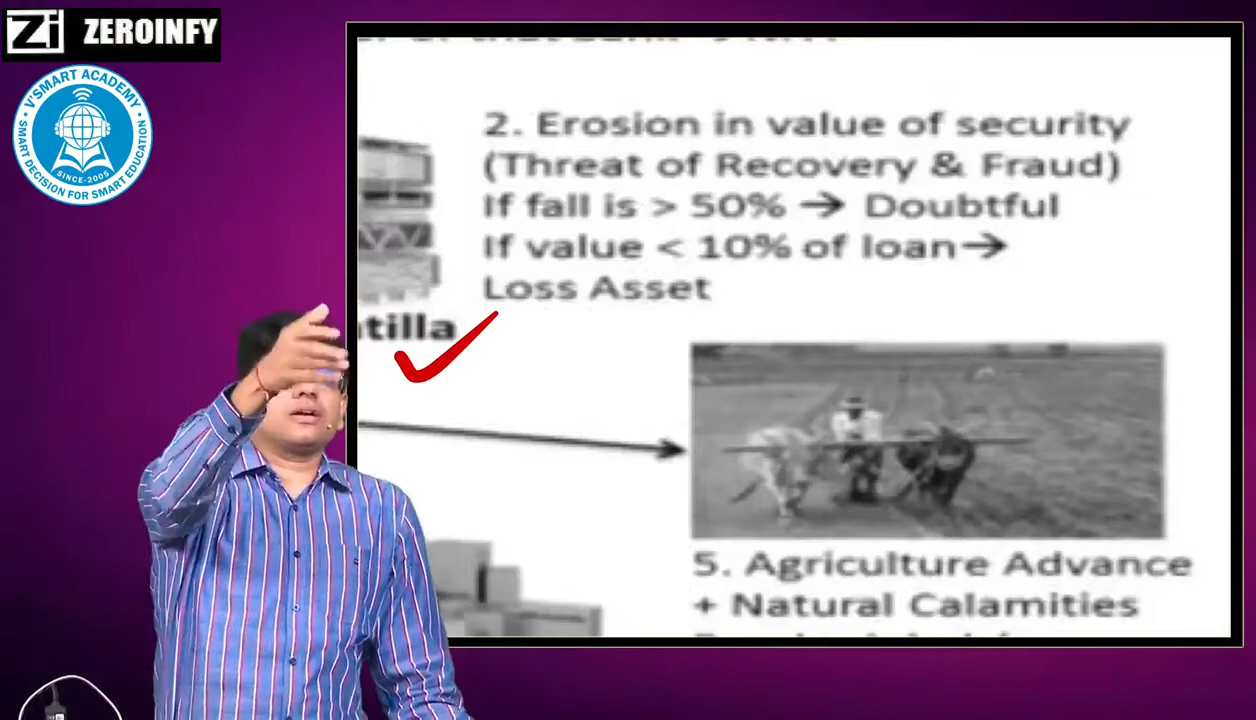 Zi ZEROINFY
V'SMART ACADEMY
SINCE-2005
SMART DECISION FOR SMART EDUCATION
2. Erosion in value of security
(Threat of Recovery & Fraud)
If fall is > 50% → Doubtful
If value < 10% of loan→
Loss Asset
tilla
5. Agriculture Advance
+ Natural Calamities